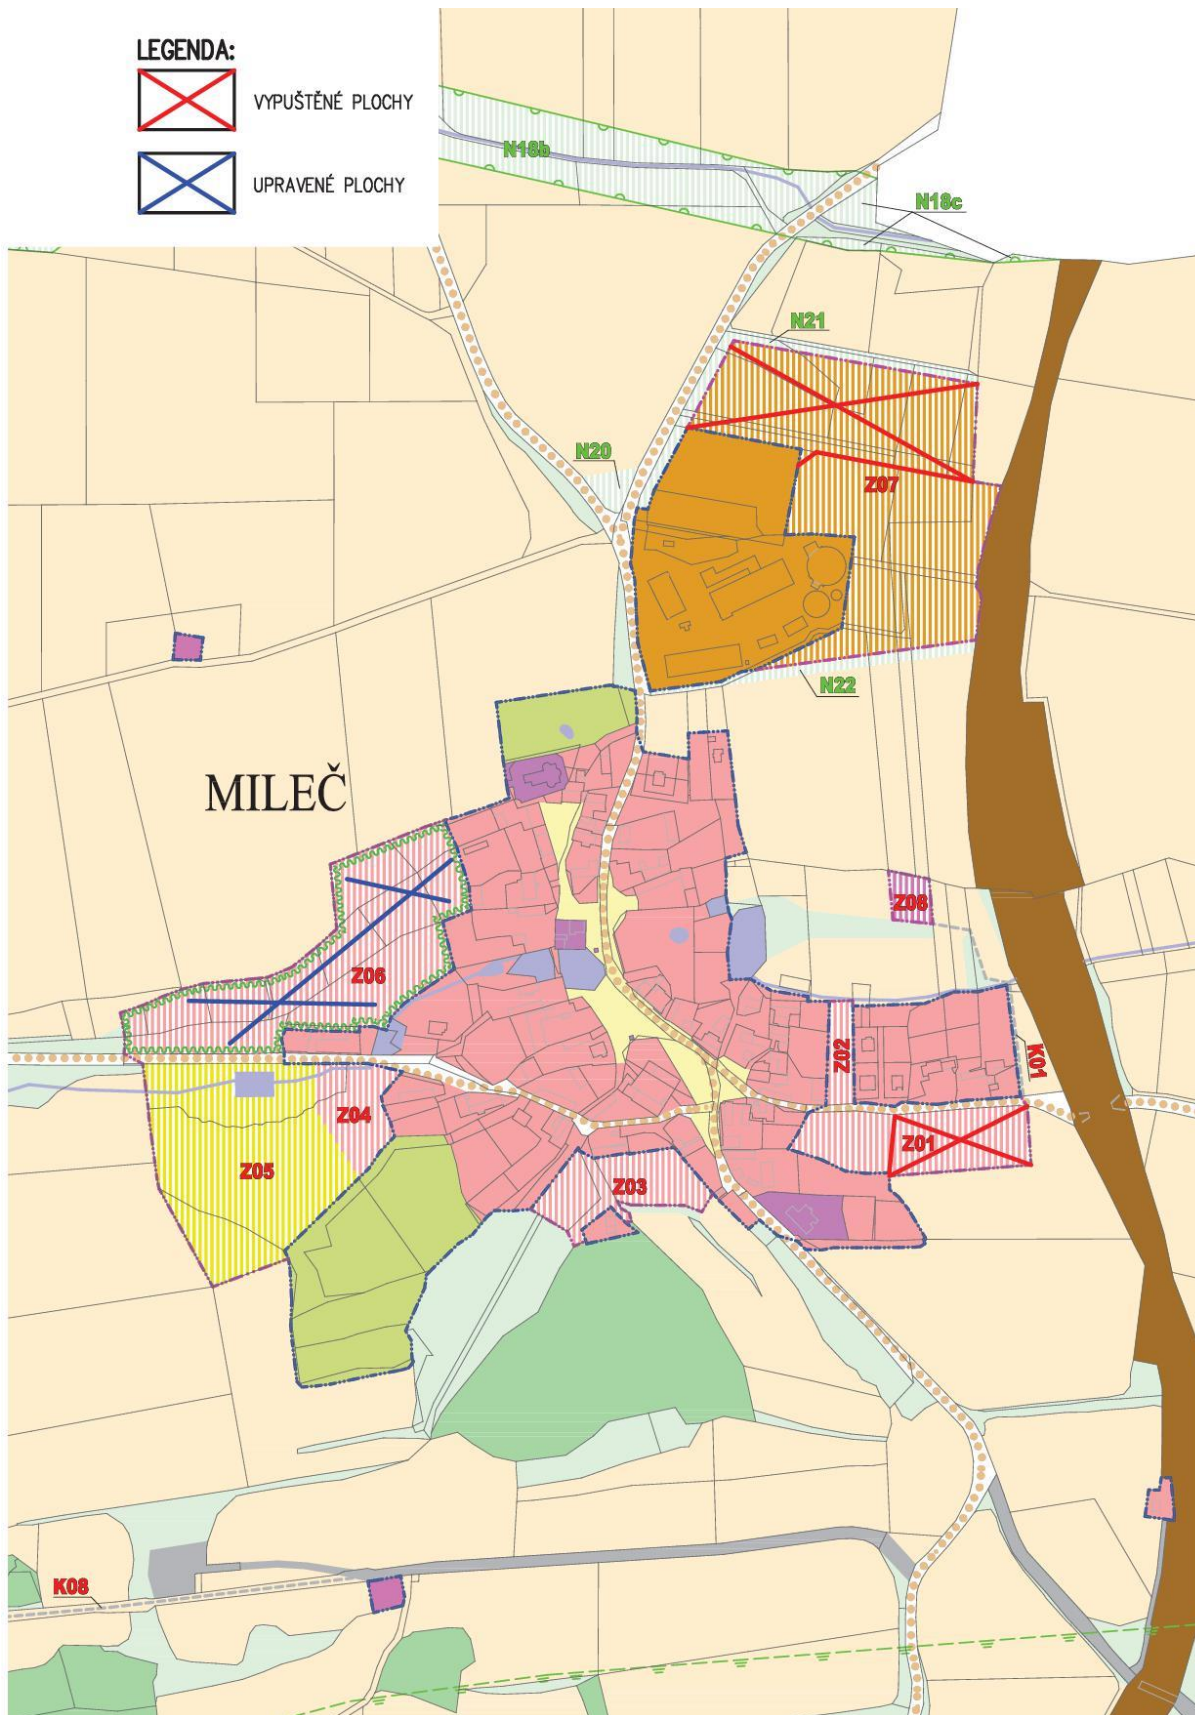 LEGENDA:
VYPUŠTĚNÉ PLOCHY
UPRAVENÉ PLOCHY
N18b
N18c
N21
N20
Z07
N22
MILEČ
Z08
Z06
Z02
K01
Z04
Z01
Z05
Z03
K08